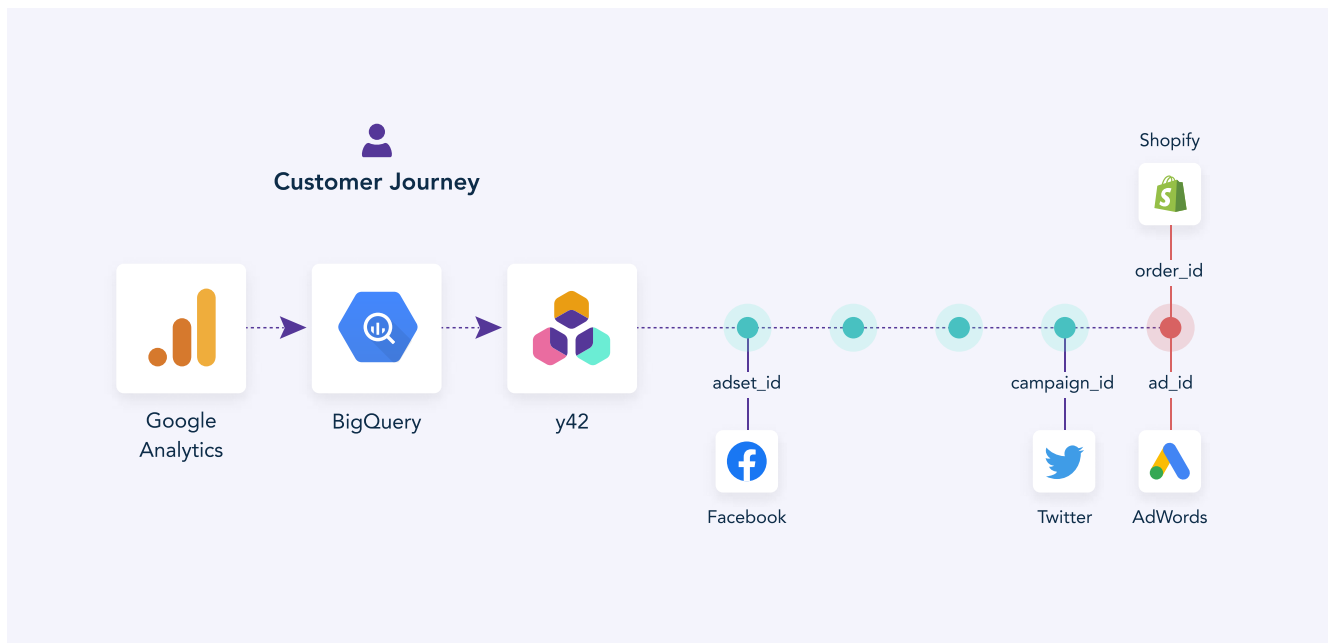 Customer Journey
Shopify
order_id
Google
Analytics
BigQuery
y42
adset_id
campaign_id
ad_id
Facebook
Twitter
AdWords